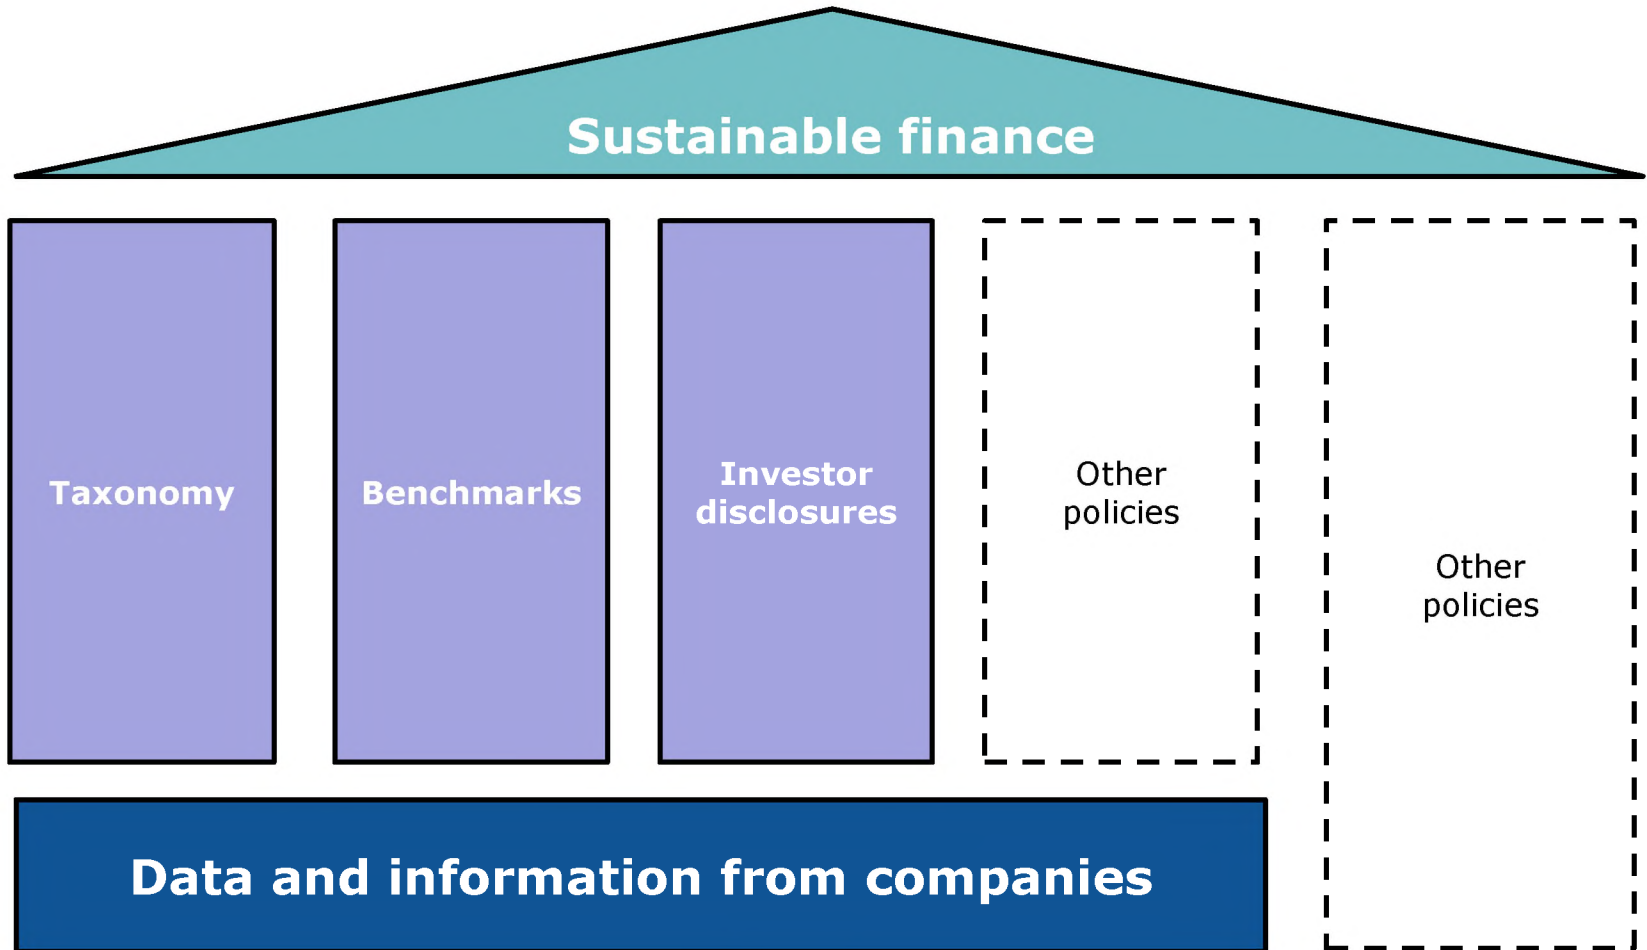 Sustainable finance
Taxonomy
Benchmarks
Investor
disclosures
Other
policies
Other
policies
Data and information from companies